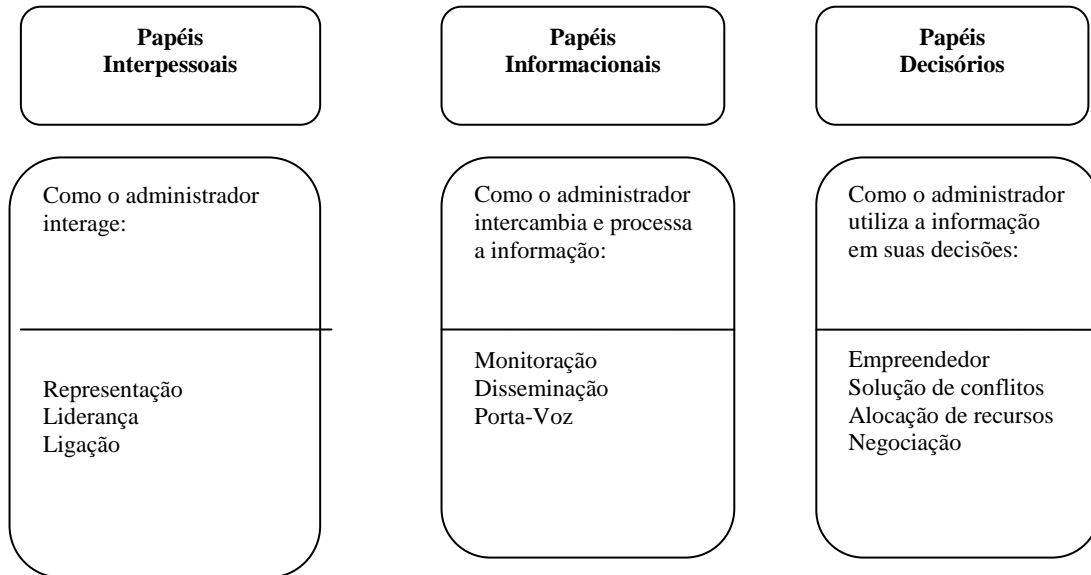 Papéis
Interpessoais
Papéis
Informacionais
Papéis
Decisórios
Como o administrador
interage:
Como o administrador
intercambia e processa
a informação:
Como o administrador
utiliza a informação
em suas decisões:
Representação
Liderança
Ligação
Monitoração
Disseminação
Porta-Voz
Empreendedor
Solução de conflitos
Alocação de recursos
Negociação